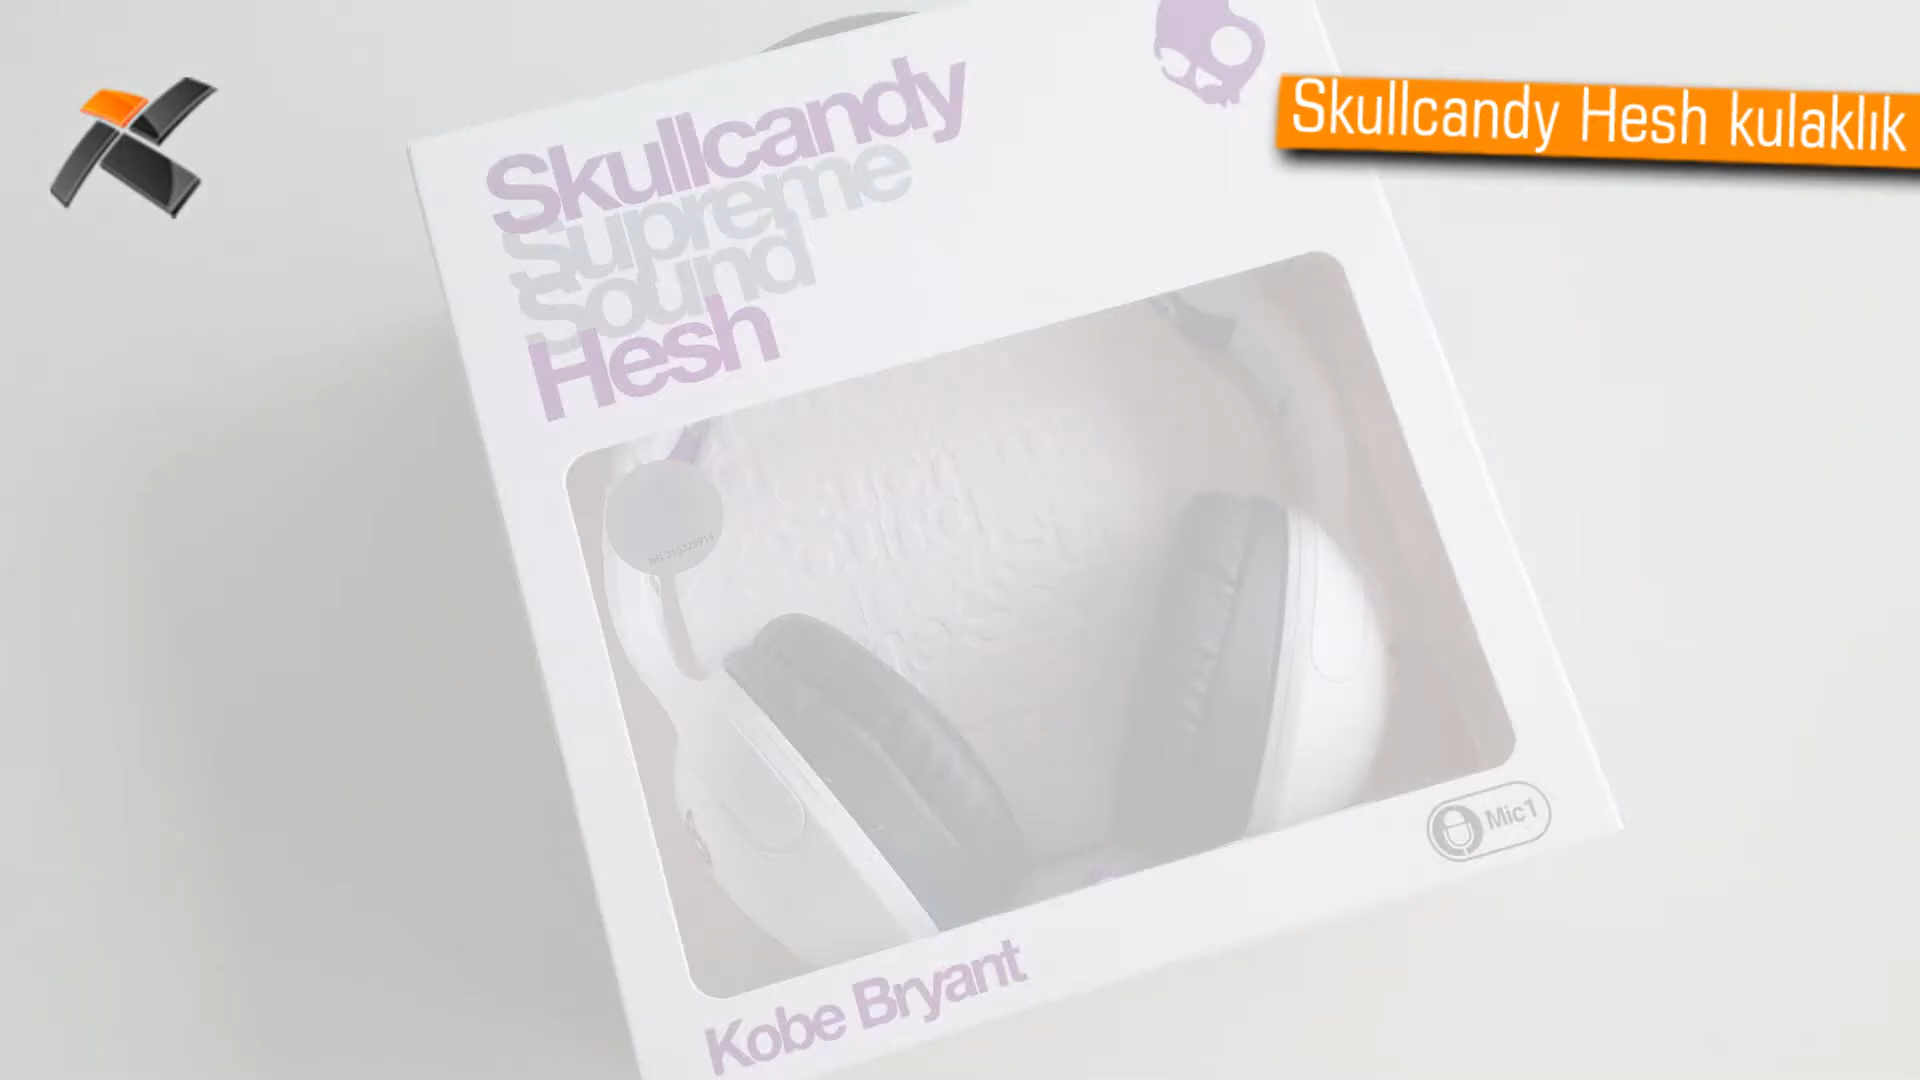 Skullcandy
Supreme
Sound
Hesh
Skullcandy Hesh kulaklık
Mic1
Kobe Bryant